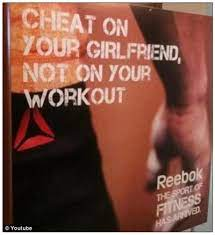 CHEAT ON
YOUR GIRLFRIEND,
NOT ON YOUR
WORKOUT
Reebok
THE SPORT OF
FITNESS
HAS ARRIVED.
© Youtube